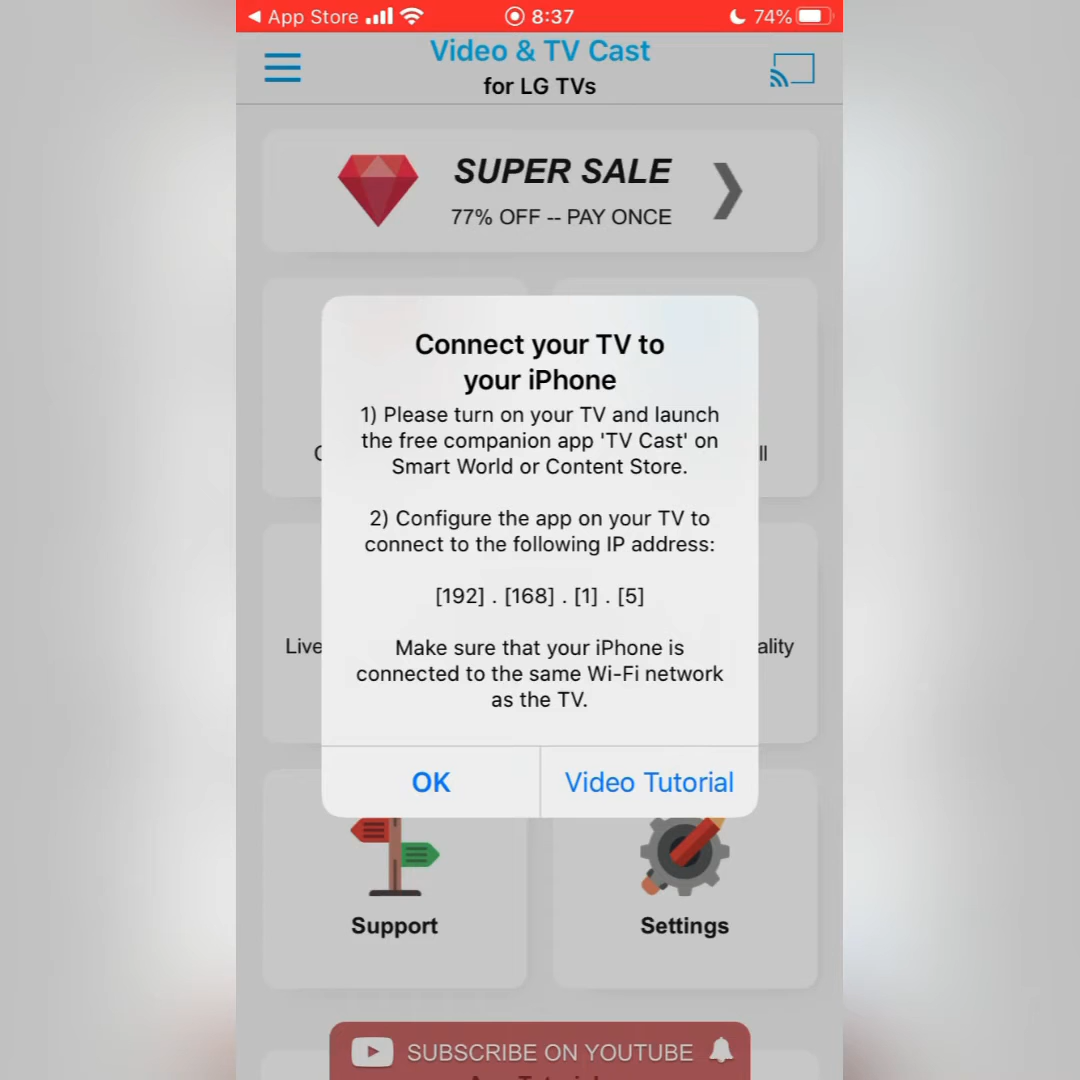 ◀ App Store 8:37 74%
Video & TV Cast
for LG TVs
SUPER SALE
77% OFF -- PAY ONCE
Connect your TV to
your iPhone
1) Please turn on your TV and launch
the free companion app 'TV Cast' on
Smart World or Content Store.
2) Configure the app on your TV to
connect to the following IP address:
[192] . [168] . [1] . [5]
Make sure that your iPhone is
connected to the same Wi-Fi network
as the TV.
Live
ality
OK
Video Tutorial
Support
Settings
SUBSCRIBE ON YOUTUBE